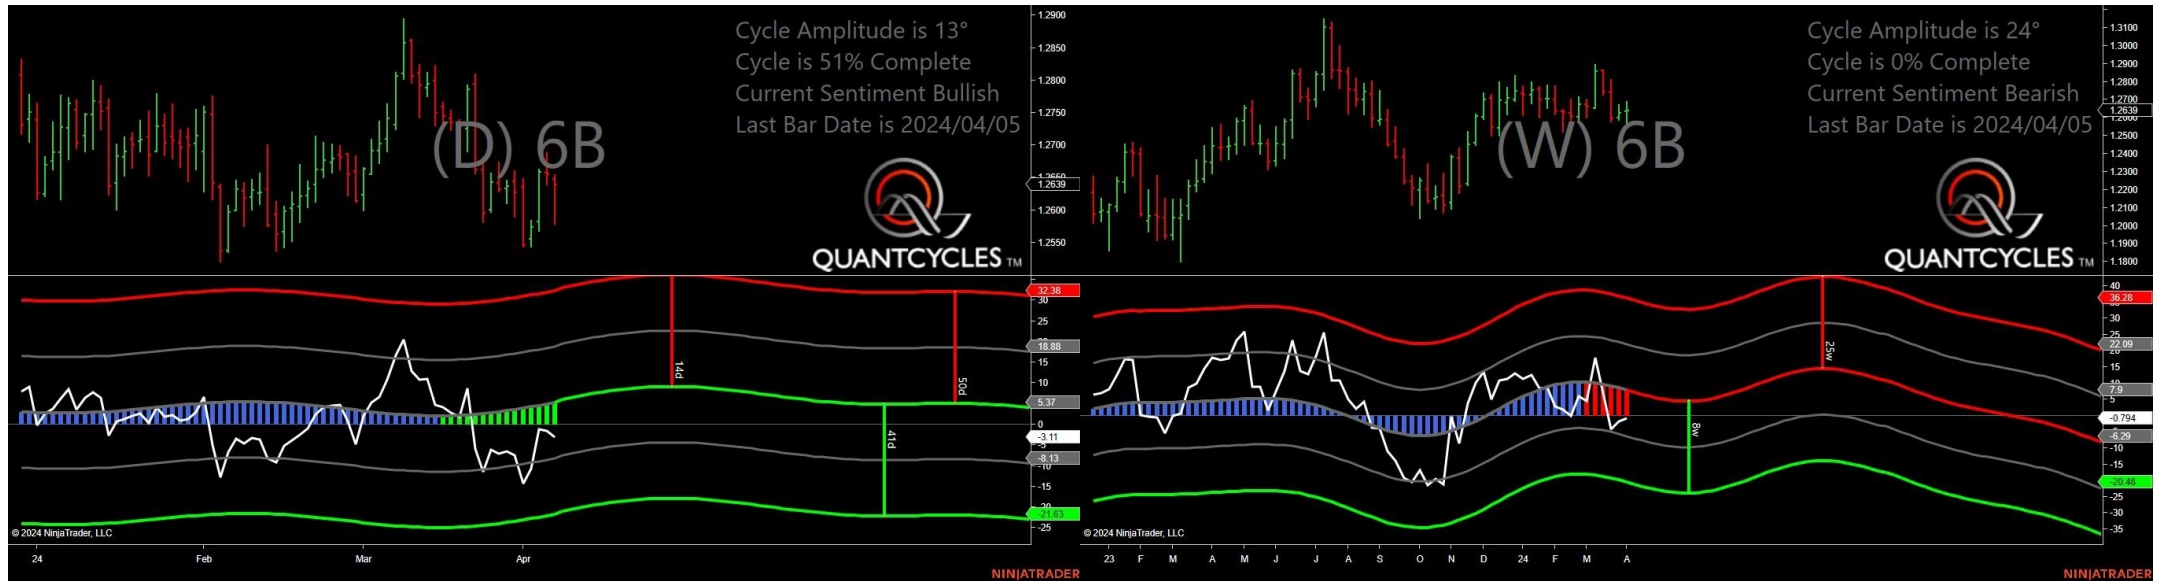 Cycle Amplitude is 13°
Cycle is 51% Complete
Current Sentiment Bullish
Last Bar Date is 2024/04/05
(D) 6B
QUANTCYCLES TM
1.2900
1.2850
1.2800
1.2750
1.2700
1.2639
1.2600
1.2550
14d
50d
41d
32.38
30
25
18.88
15
10
5.37
0
-3.11
-8.13
-15
-21.63
-25
© 2024 NinjaTrader, LLC
24 Feb Mar Apr
NINJATRADER
Cycle Amplitude is 24°
Cycle is 0% Complete
Current Sentiment Bearish
Last Bar Date is 2024/04/05
(W) 6B
QUANTCYCLES TM
1.3100
1.3000
1.2900
1.2800
1.2700
1.2639
1.2500
1.2400
1.2300
1.2200
1.2100
1.2000
1.1900
1.1800
25w
8w
40
36.28
30
22.09
15
7.9
5
-0.794
-6.29
-10
-15
-20.48
-25
-30
-35
© 2024 NinjaTrader, LLC
23 F M A M J J A S O N D 24 F M A
NINJATRADER